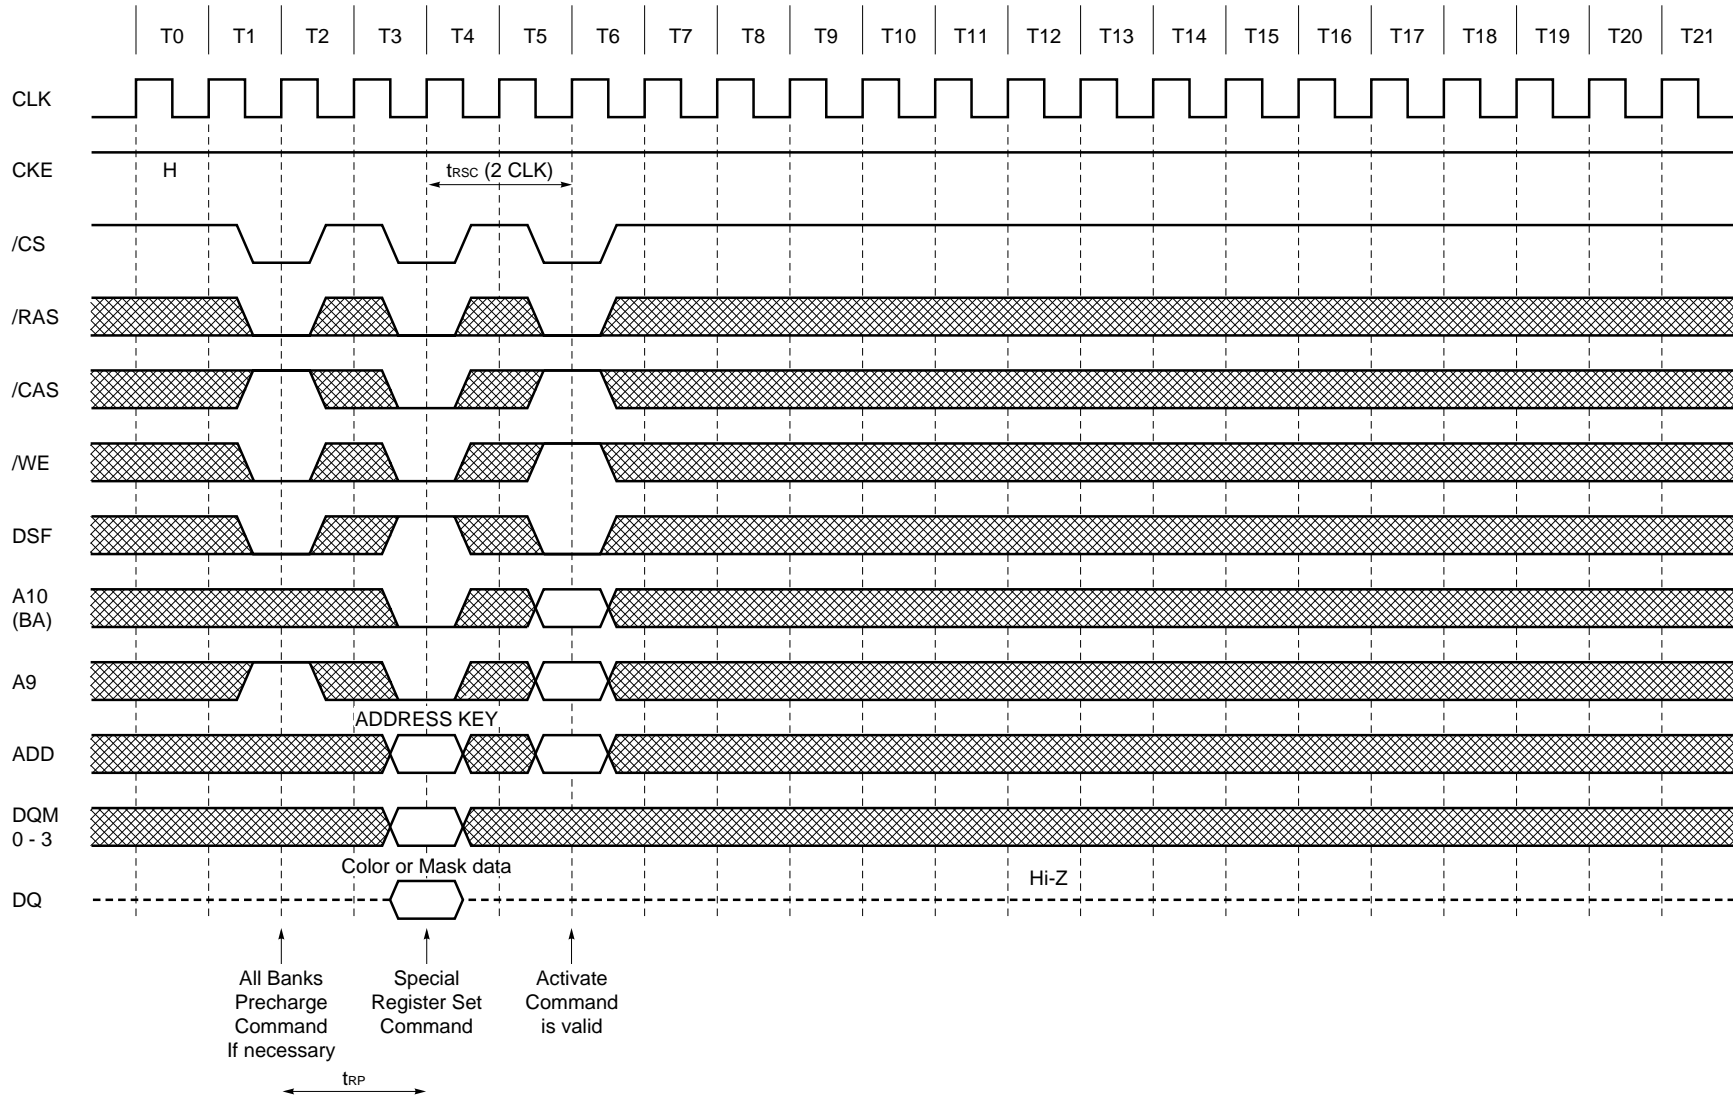 T0 T1 T2 T3 T4 T5 T6 T7 T8 T9 T10 T11 T12 T13 T14 T15 T16 T17 T18 T19 T20 T21
CLK
CKE H tRSC (2 CLK)
/CS
/RAS
/CAS
/WE
DSF
A10
(BA)
A9
ADDRESS KEY
ADD
DQM
0 - 3
Color or Mask data
Hi-Z
DQ
All Banks
Precharge
Command
If necessary
Special
Register Set
Command
Activate
Command
is valid
tRP